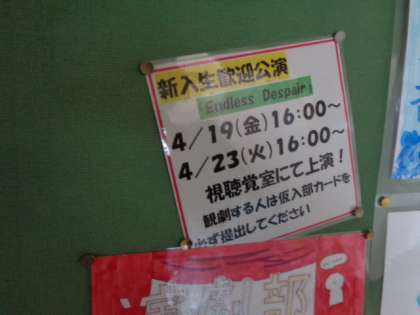 新入生歓迎公演
「Endless Despair」
4/19(金)16:00~
4/23(火)16:00~
視聴覚室にて上演！
観劇する人は仮入部カードを
必ず提出してください
劇部